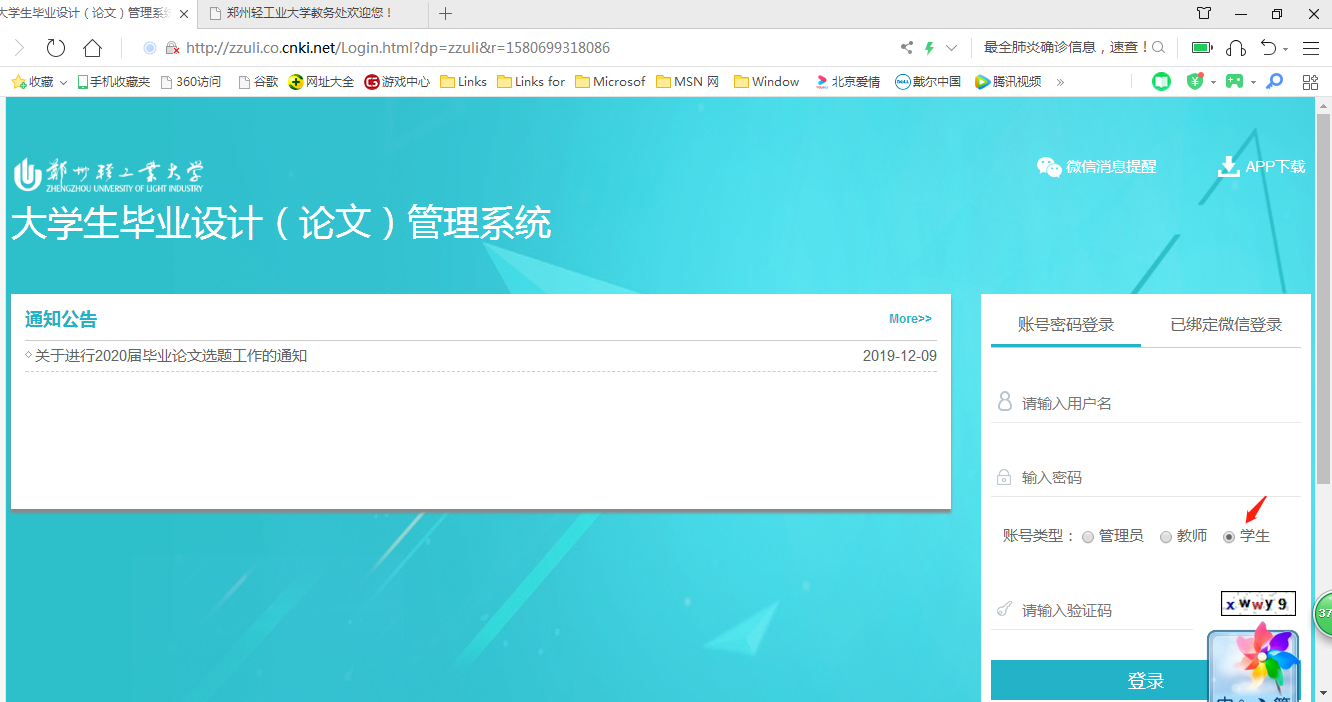 大学生毕业设计（论文）管理系统
郑州轻工业大学教务处欢迎您！
http://zzuli.co.cnki.net/Login.html?dp=zzuli&r=1580699318086
最全肺炎确诊信息，速查！
收藏 手机收藏夹 360访问 谷歌 网址大全 游戏中心 Links Links for Microsof MSN 网 Window 北京爱情 戴尔中国 腾讯视频 »
郑州轻工业大学
ZHENGZHOU UNIVERSITY OF LIGHT INDUSTRY
微信消息提醒
APP下载
大学生毕业设计（论文）管理系统
通知公告
More>>
关于进行2020届毕业论文选题工作的通知
2019-12-09
账号密码登录
已绑定微信登录
请输入用户名
输入密码
账号类型： 管理员 教师 学生
请输入验证码
xwwy9
37
登录